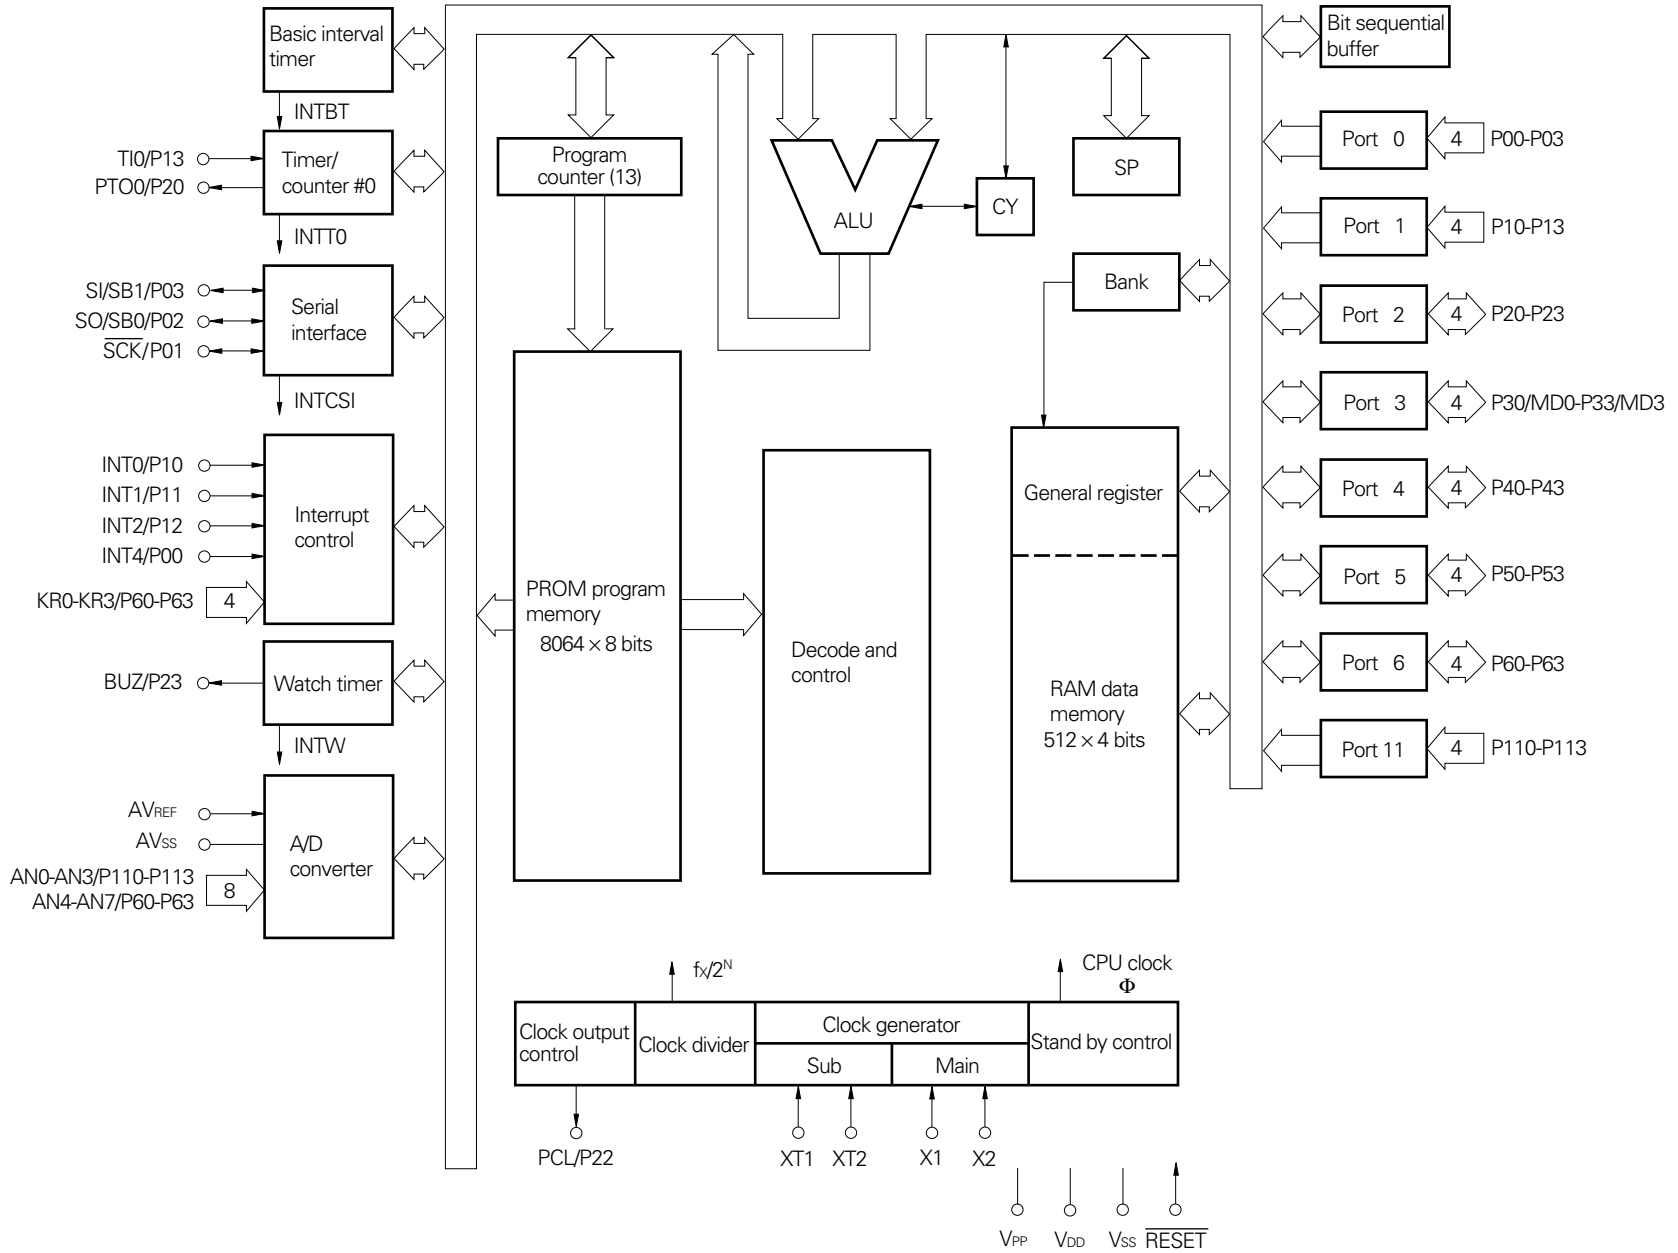 Basic interval
timer
INTBT
TI0/P13
PTO0/P20
Timer/
counter #0
INTT0
SI/SB1/P03
SO/SB0/P02
SCK/P01
Serial
interface
INTCSI
INT0/P10
INT1/P11
INT2/P12
INT4/P00
KR0-KR3/P60-P63
4
Interrupt
control
BUZ/P23
Watch timer
INTW
AVREF
AVSS
AN0-AN3/P110-P113
AN4-AN7/P60-P63
8
A/D
converter
Program
counter (13)
ALU
CY
SP
Bank
PROM program
memory
8064 × 8 bits
Decode and
control
General register
RAM data
memory
512 × 4 bits
Bit sequential
buffer
Port 0
4
P00-P03
Port 1
4
P10-P13
Port 2
4
P20-P23
Port 3
4
P30/MD0-P33/MD3
Port 4
4
P40-P43
Port 5
4
P50-P53
Port 6
4
P60-P63
Port 11
4
P110-P113
fX/2N
CPU clock
Φ
Clock output
control
Clock divider
Clock generator
Sub
Main
Stand by control
PCL/P22
XT1
XT2
X1
X2
VPP
VDD
VSS
RESET